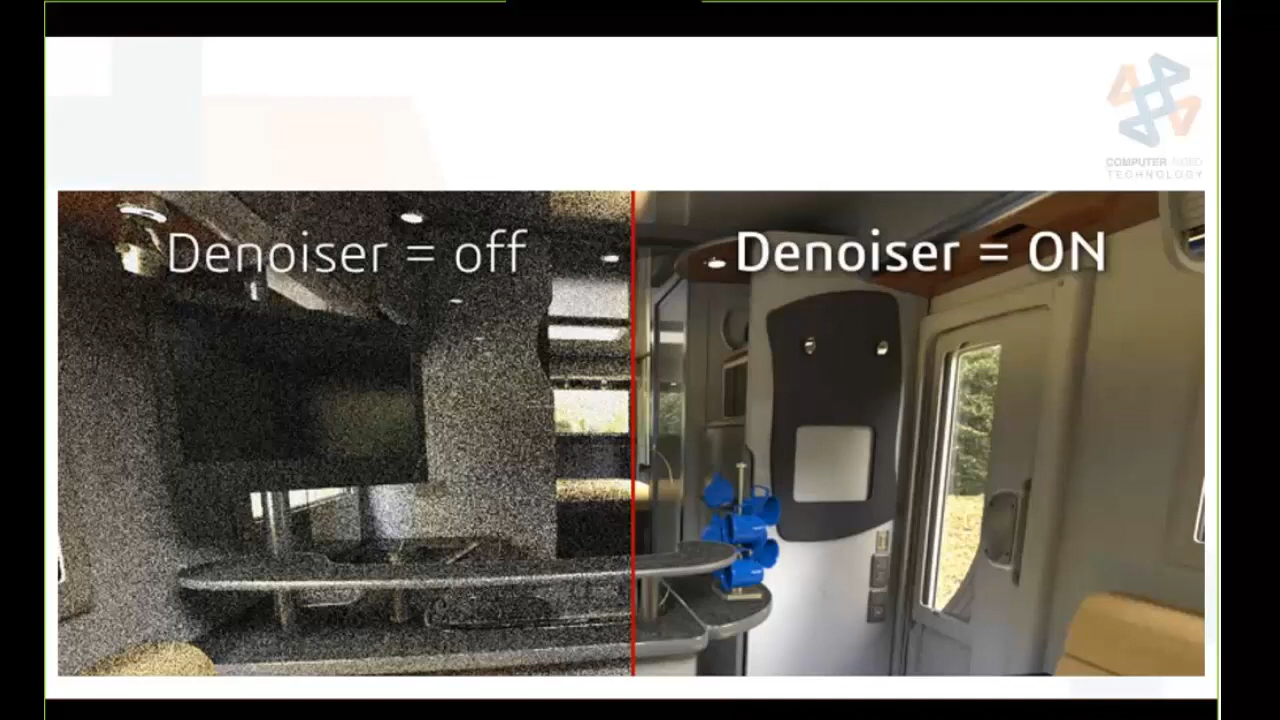 COMPUTER AIDED
TECHNOLOGY
Denoiser = off
Denoiser = ON